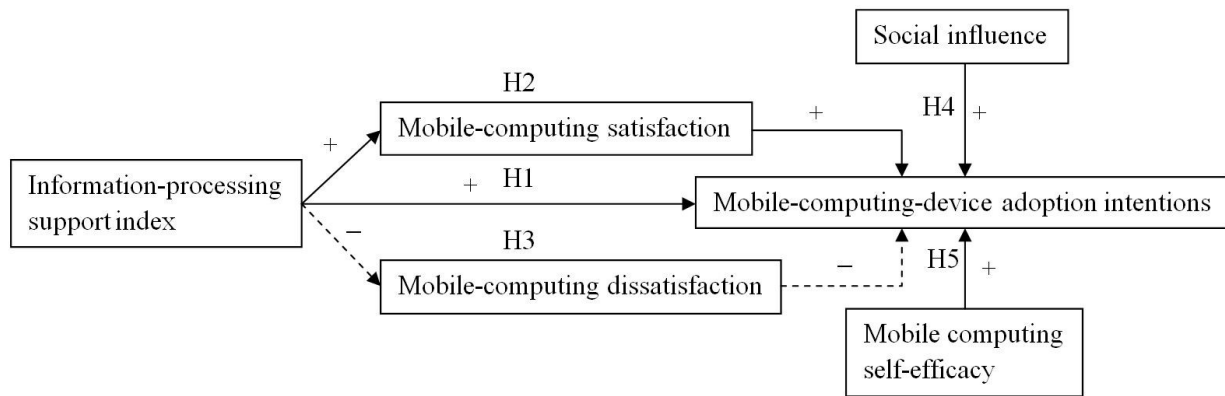 Social influence
H2
H4
+
Mobile-computing satisfaction
+
+
Information-processing
support index
+
H1
Mobile-computing-device adoption intentions
–
H3
Mobile-computing dissatisfaction
–
H5
+
Mobile computing
self-efficacy